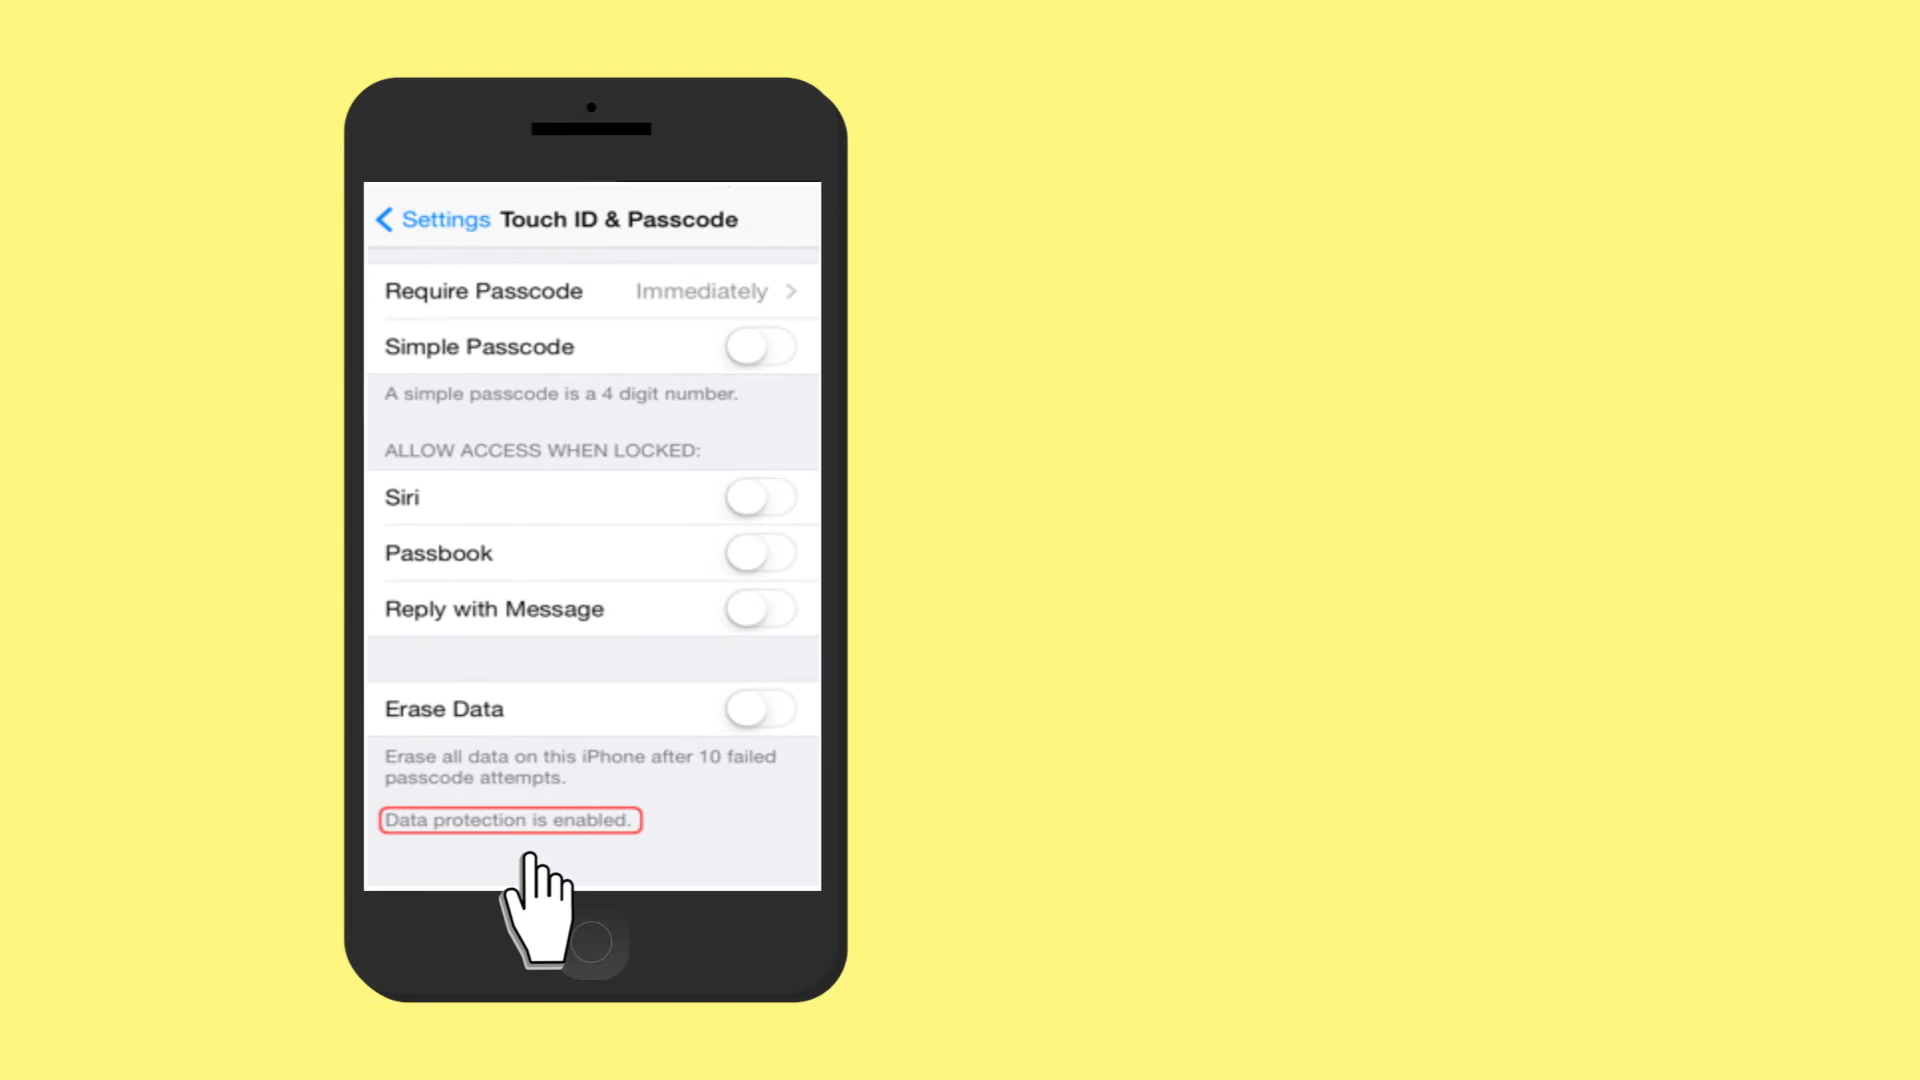 Settings Touch ID & Passcode
Require Passcode Immediately
Simple Passcode
A simple passcode is a 4 digit number.
ALLOW ACCESS WHEN LOCKED:
Siri
Passbook
Reply with Message
Erase Data
Erase all data on this iPhone after 10 failed
passcode attempts.
Data protection is enabled.